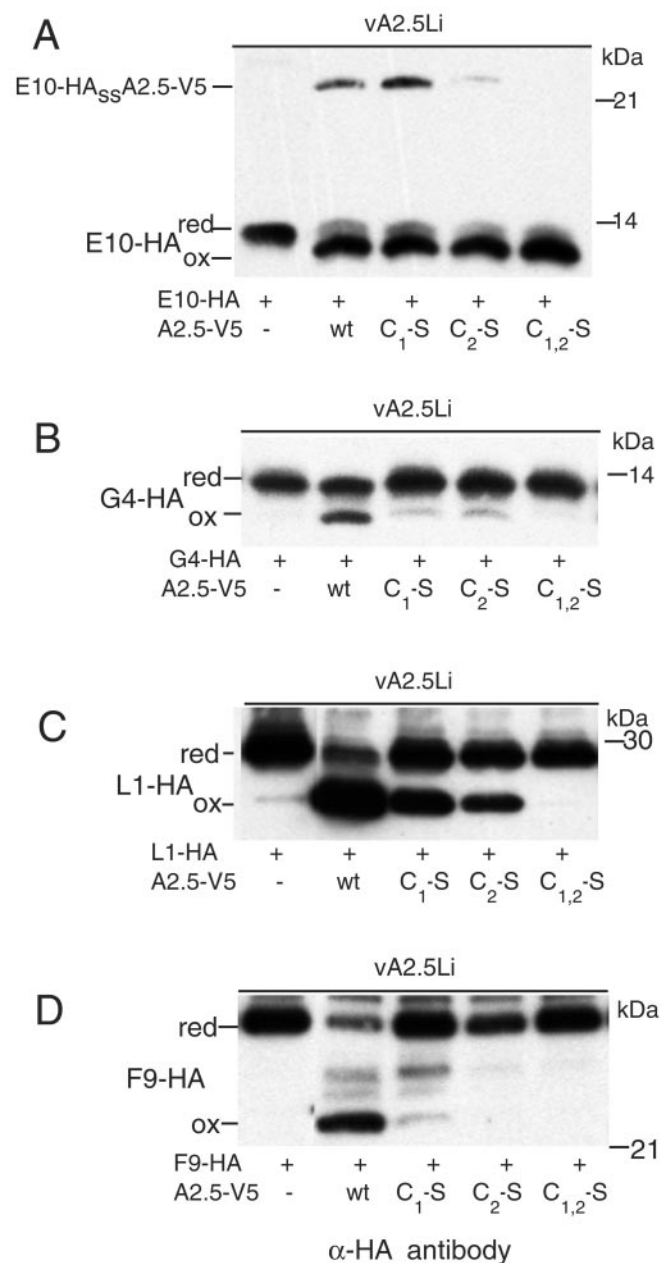 A
vA2.5Li
kDa
E10-HAssA2.5-V5 –
–21
E10-HA red
ox –
–14
E10-HA + + + + +
A2.5-V5 - wt C1-S C2-S C1,2-S
B
vA2.5Li
kDa
G4-HA red –
ox –
–14
G4-HA + + + + +
A2.5-V5 - wt C1-S C2-S C1,2-S
C
vA2.5Li
kDa
–30
L1-HA red –
ox –
L1-HA + + + + +
A2.5-V5 - wt C1-S C2-S C1,2-S
D
vA2.5Li
kDa
red –
F9-HA
ox –
–21
F9-HA + + + + +
A2.5-V5 - wt C1-S C2-S C1,2-S
α-HA antibody